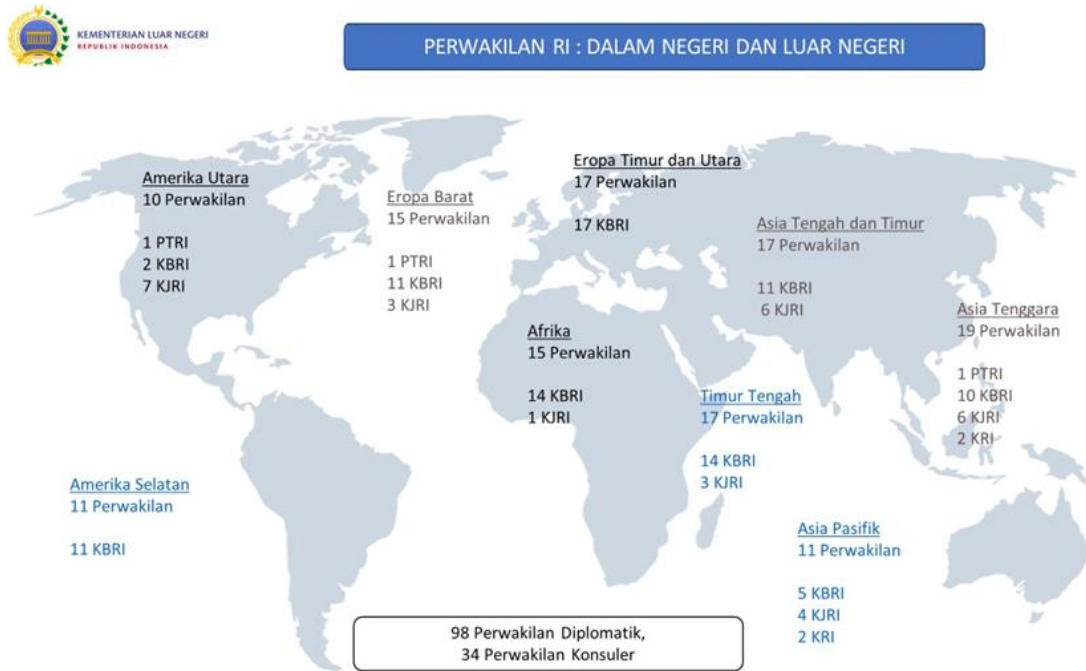 KEMENTERIAN LUAR NEGERI
REPUBLIK INDONESIA
PERWAKILAN RI : DALAM NEGERI DAN LUAR NEGERI
Amerika Utara
10 Perwakilan
1 PTRI
2 KBRI
7 KJRI
Eropa Barat
15 Perwakilan
1 PTRI
11 KBRI
3 KJRI
Eropa Timur dan Utara
17 Perwakilan
17 KBRI
Asia Tengah dan Timur
17 Perwakilan
11 KBRI
6 KJRI
Asia Tenggara
19 Perwakilan
1 PTRI
10 KBRI
6 KJRI
2 KRI
Afrika
15 Perwakilan
14 KBRI
1 KJRI
Timur Tengah
17 Perwakilan
14 KBRI
3 KJRI
Amerika Selatan
11 Perwakilan
11 KBRI
Asia Pasifik
11 Perwakilan
5 KBRI
4 KJRI
2 KRI
98 Perwakilan Diplomatik,
34 Perwakilan Konsuler